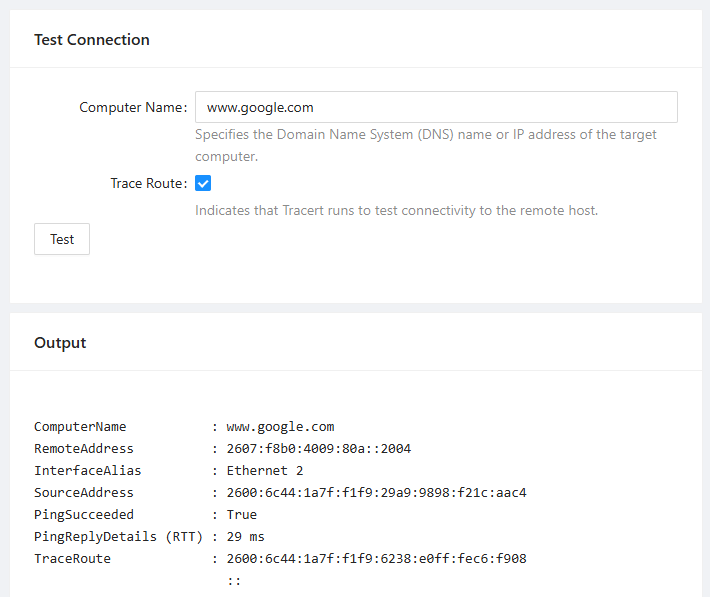 Test Connection
Computer Name: www.google.com
Specifies the Domain Name System (DNS) name or IP address of the target
computer.
Trace Route:
Indicates that Tracert runs to test connectivity to the remote host.
Test
Output
ComputerName : www.google.com
RemoteAddress : 2607:f8b0:4009:80a::2004
InterfaceAlias : Ethernet 2
SourceAddress : 2600:6c44:1a7f:f1f9:29a9:9898:f21c:aac4
PingSucceeded : True
PingReplyDetails (RTT) : 29 ms
TraceRoute : 2600:6c44:1a7f:f1f9:6238:e0ff:fec6:f908
::